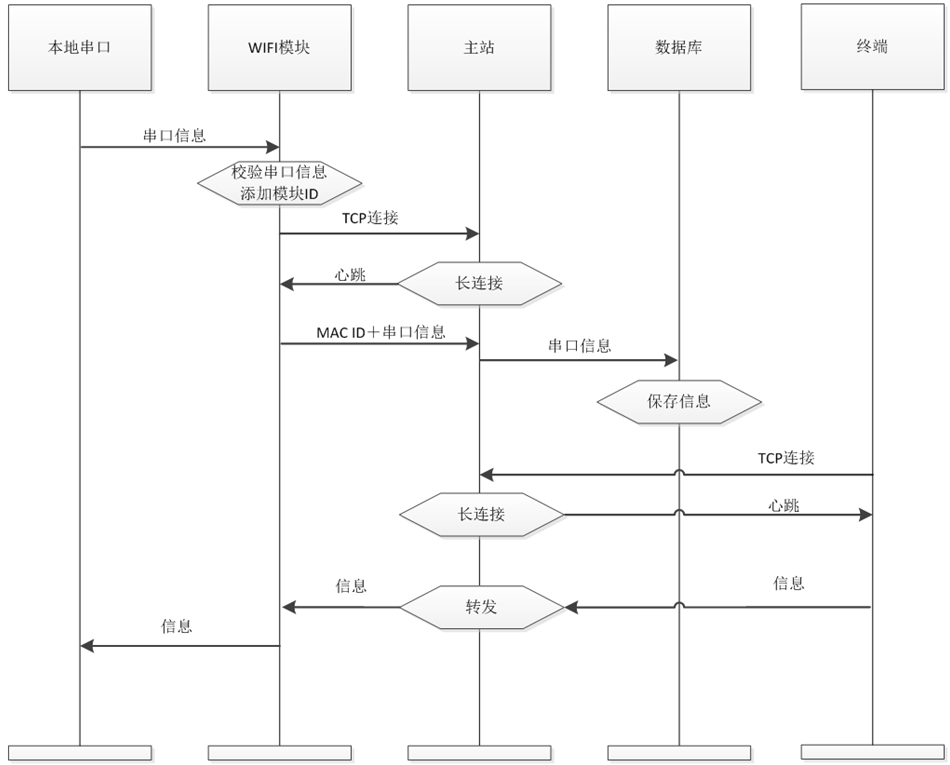 本地串口
WIFI模块
主站
数据库
终端
串口信息
校验串口信息
添加模块ID
TCP连接
心跳
长连接
MAC ID＋串口信息
串口信息
保存信息
TCP连接
长连接
心跳
信息
转发
信息
信息